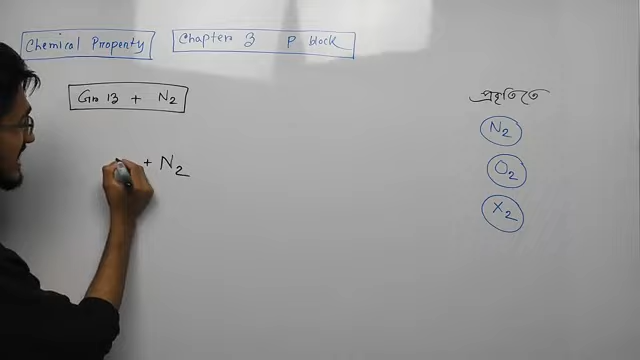 Chemical Property
Chapter 3 P block
Gr 13 + N2
+ N2
প্রকৃতিতে
N2
O2
X2